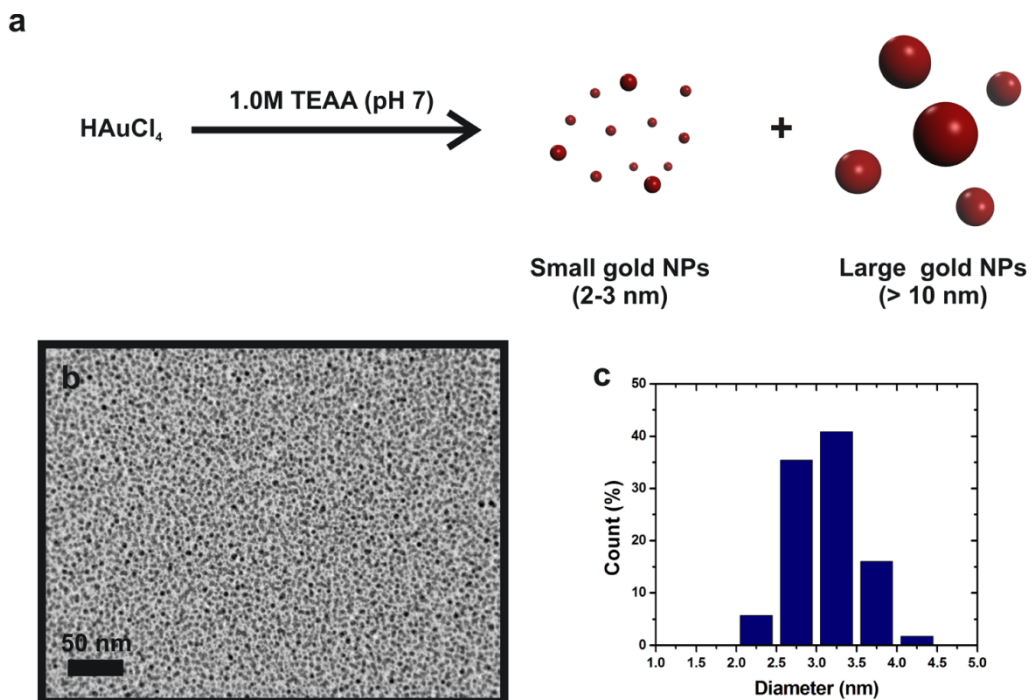 a
1.0M TEAA (pH 7)
HAuCl₄
+
Small gold NPs
(2-3 nm)
Large gold NPs
(> 10 nm)
b
50 nm
c
50
40
30
20
10
0
Count (%)
1.0 1.5 2.0 2.5 3.0 3.5 4.0 4.5 5.0
Diameter (nm)